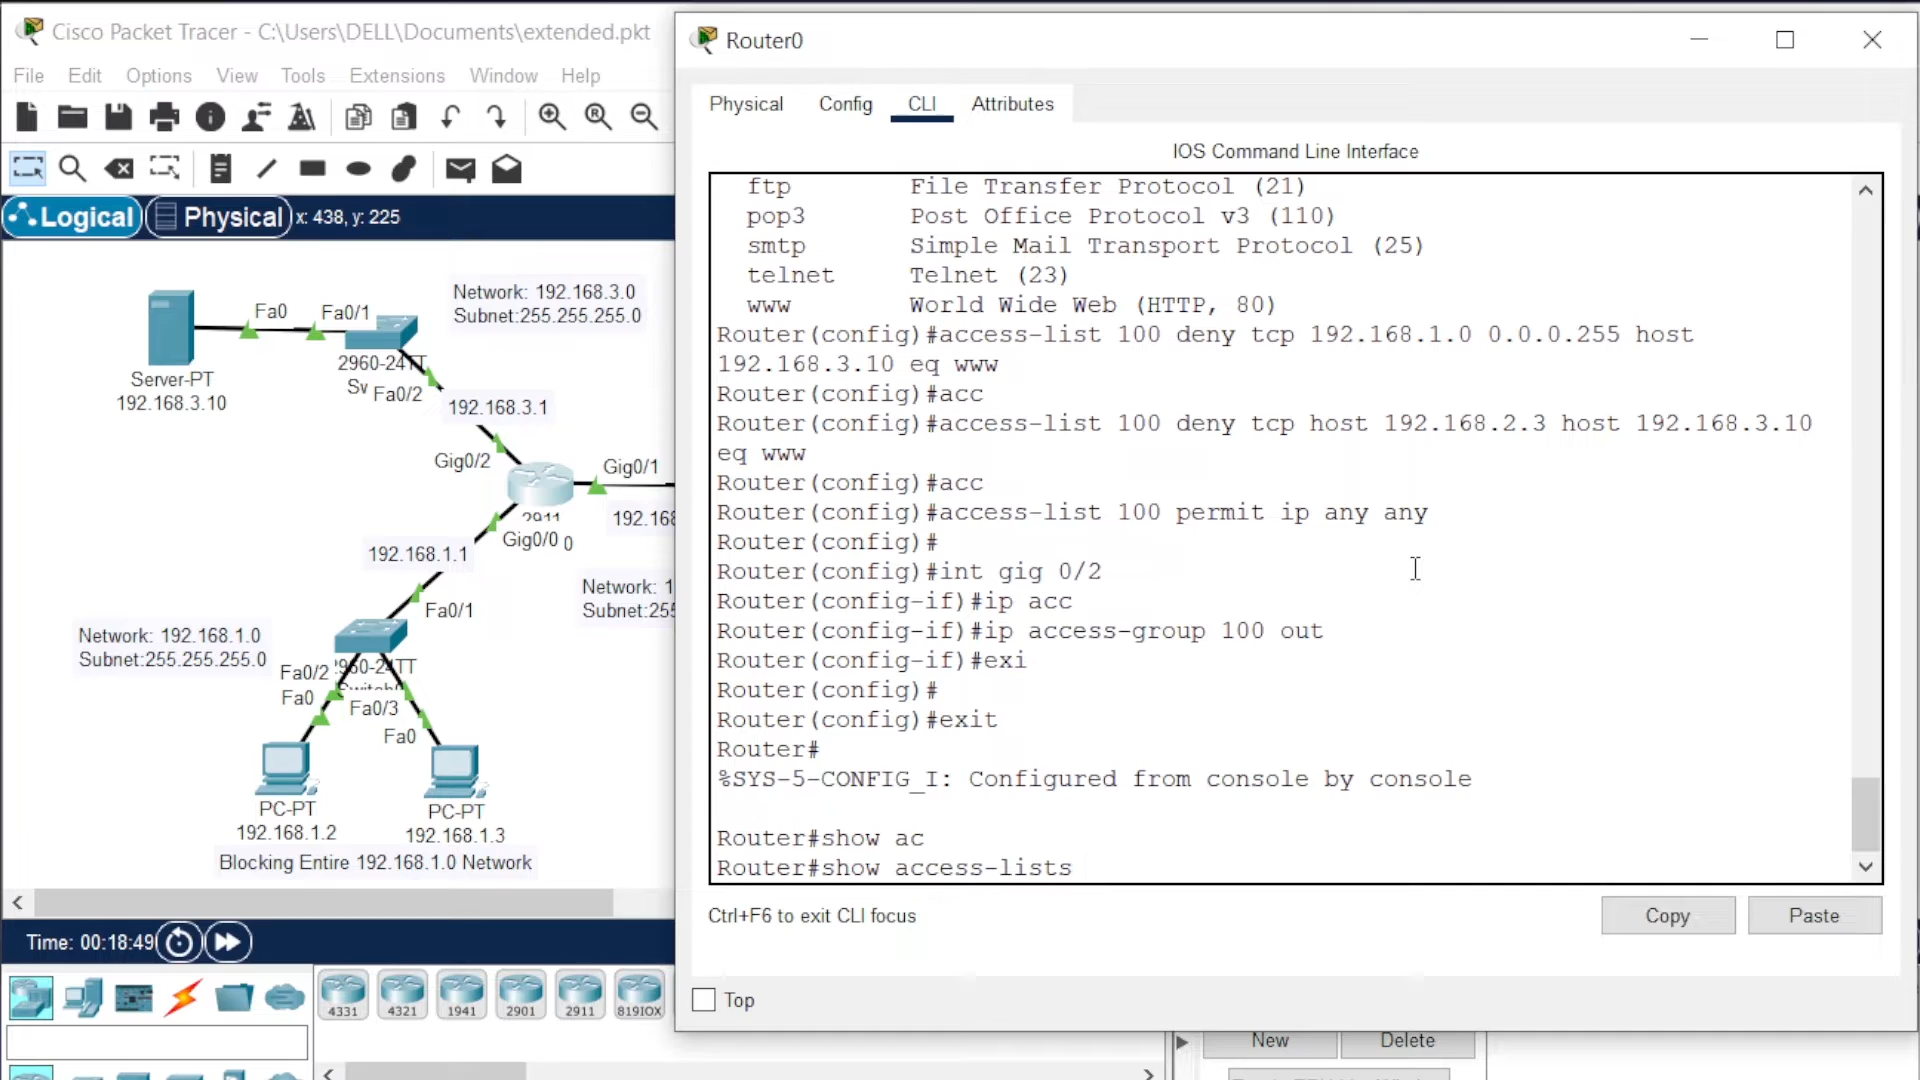 Cisco Packet Tracer - C:\Users\DELL\Documents\extended.pkt
File Edit Options View Tools Extensions Window Help
Logical Physical x: 438, y: 225
Network: 192.168.3.0
Subnet:255.255.255.0
Fa0
Fa0/1
Server-PT
192.168.3.10
2960-24TT
Fa0/2
192.168.3.1
Gig0/2
Gig0/1
2911
Gig0/0
192.168.1.1
Fa0/1
Network: 192.168.1.0
Subnet:255.255.255.0
Fa0/2
Fa0
Fa0/3
Fa0
PC-PT
192.168.1.2
PC-PT
192.168.1.3
Blocking Entire 192.168.1.0 Network
Time: 00:18:49
4331 4321 1941 2901 2911 819IOX
Router0
Physical Config CLI Attributes
IOS Command Line Interface
ftp File Transfer Protocol (21)
pop3 Post Office Protocol v3 (110)
smtp Simple Mail Transport Protocol (25)
telnet Telnet (23)
www World Wide Web (HTTP, 80)
Router(config)#access-list 100 deny tcp 192.168.1.0 0.0.0.255 host
192.168.3.10 eq www
Router(config)#acc
Router(config)#access-list 100 deny tcp host 192.168.2.3 host 192.168.3.10
eq www
Router(config)#acc
Router(config)#access-list 100 permit ip any any
Router(config)#
Router(config)#int gig 0/2
Router(config-if)#ip acc
Router(config-if)#ip access-group 100 out
Router(config-if)#exi
Router(config)#
Router(config)#exit
Router#
%SYS-5-CONFIG_I: Configured from console by console
Router#show ac
Router#show access-lists
Ctrl+F6 to exit CLI focus
Copy
Paste
Top
New
Delete